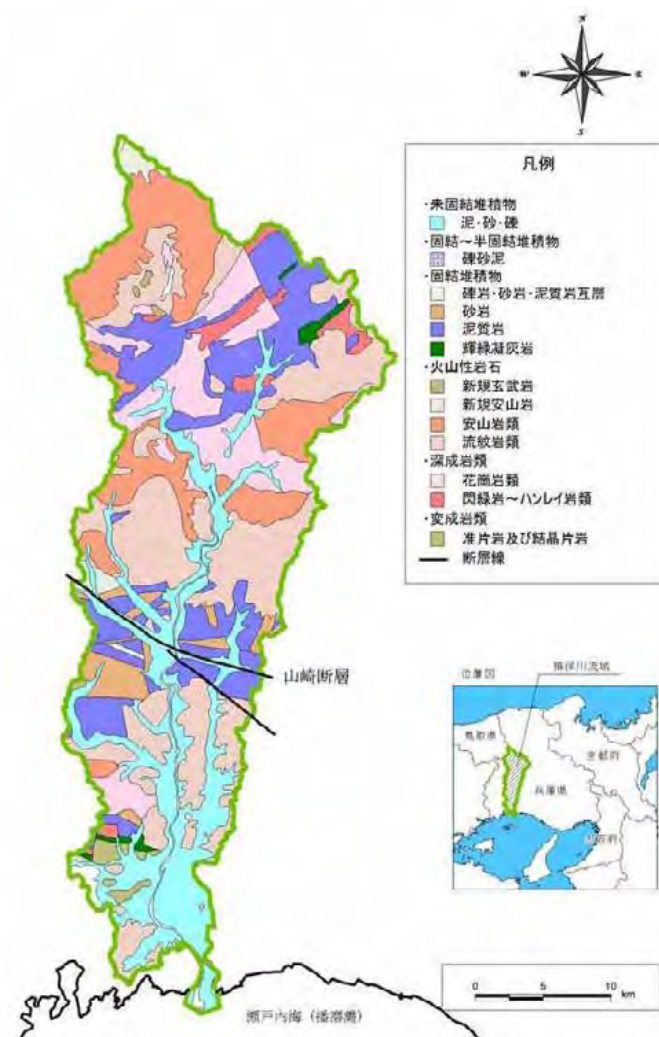 N
W
E
S
凡例
・未固結堆積物
泥・砂・礫
・固結～半固結堆積物
礫砂泥
・固結堆積物
礫岩・砂岩・泥質岩互層
砂岩
泥質岩
輝緑凝灰岩
・火山性岩石
新規玄武岩
新規安山岩
安山岩類
流紋岩類
・深成岩類
花崗岩類
閃緑岩～ハンレイ岩類
・変成岩類
准片岩及び結晶片岩
断層線
山崎断層
位置図
揖保川流域
鳥取県
京都府
兵庫県
大阪府
0 5 10
km
瀬戸内海(播磨灘)